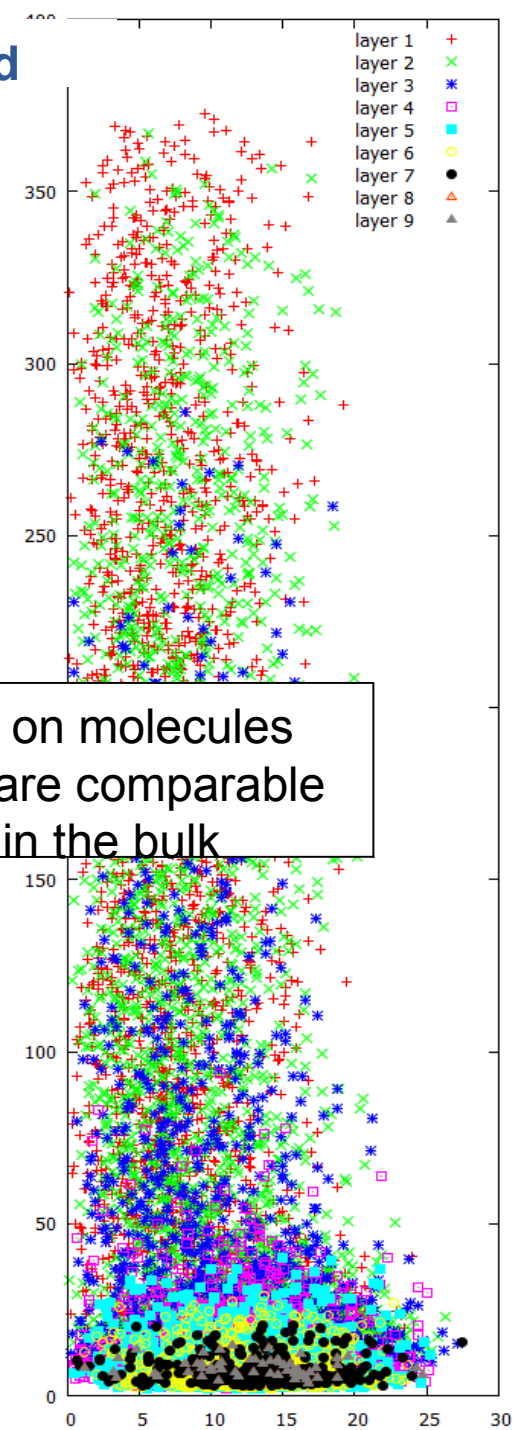 d
layer 1
layer 2
layer 3
layer 4
layer 5
layer 6
layer 7
layer 8
layer 9
350
300
250
on molecules
are comparable
in the bulk
150
100
50
0
0 5 10 15 20 25 30